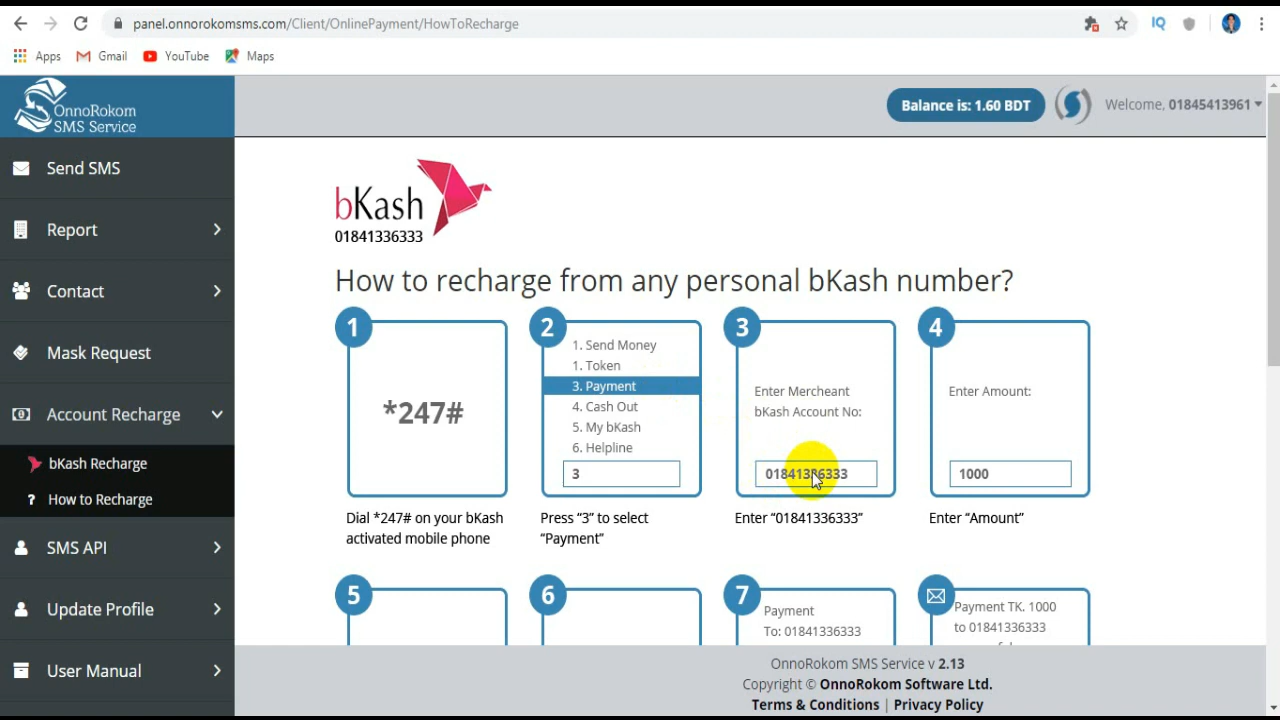 panel.onnorokomsms.com/Client/OnlinePayment/HowToRecharge
Apps Gmail YouTube Maps
OnnoRokom
SMS Service
Balance is: 1.60 BDT
Welcome, 01845413961
Send SMS
Report
Contact
Mask Request
Account Recharge
bKash Recharge
? How to Recharge
SMS API
Update Profile
User Manual
bKash
01841336333
How to recharge from any personal bKash number?
1
*247#
Dial *247# on your bKash
activated mobile phone
2
1. Send Money
1. Token
3. Payment
4. Cash Out
5. My bKash
6. Helpline
3
Press “3” to select
“Payment”
3
Enter Mercheant
bKash Account No:
01841336333
Enter “01841336333”
4
Enter Amount:
1000
Enter “Amount”
5
6
7
Payment
To: 01841336333
Payment TK. 1000
to 01841336333
OnnoRokom SMS Service v 2.13
Copyright © OnnoRokom Software Ltd.
Terms & Conditions | Privacy Policy